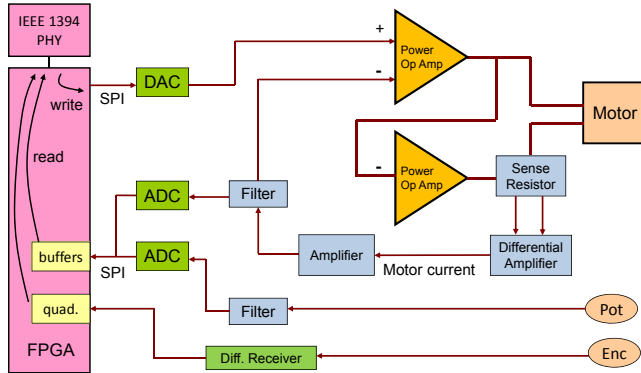 IEEE 1394
PHY
+
Power
Op Amp
-
DAC
SPI
write
Motor
read
-
Power
Op Amp
Sense
Resistor
ADC
Filter
buffers
SPI
ADC
Amplifier
Motor current
Differential
Amplifier
quad.
Filter
Pot
FPGA
Diff. Receiver
Enc